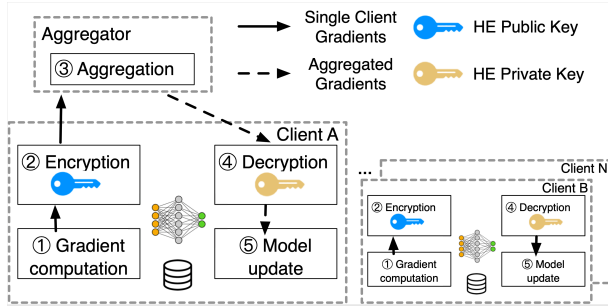 Aggregator
③ Aggregation
Single Client
Gradients
HE Public Key
Aggregated
Gradients
HE Private Key
Client A
② Encryption
④ Decryption
① Gradient
computation
⑤ Model
update
...
Client N
Client B
② Encryption
④ Decryption
① Gradient
computation
⑤ Model
update